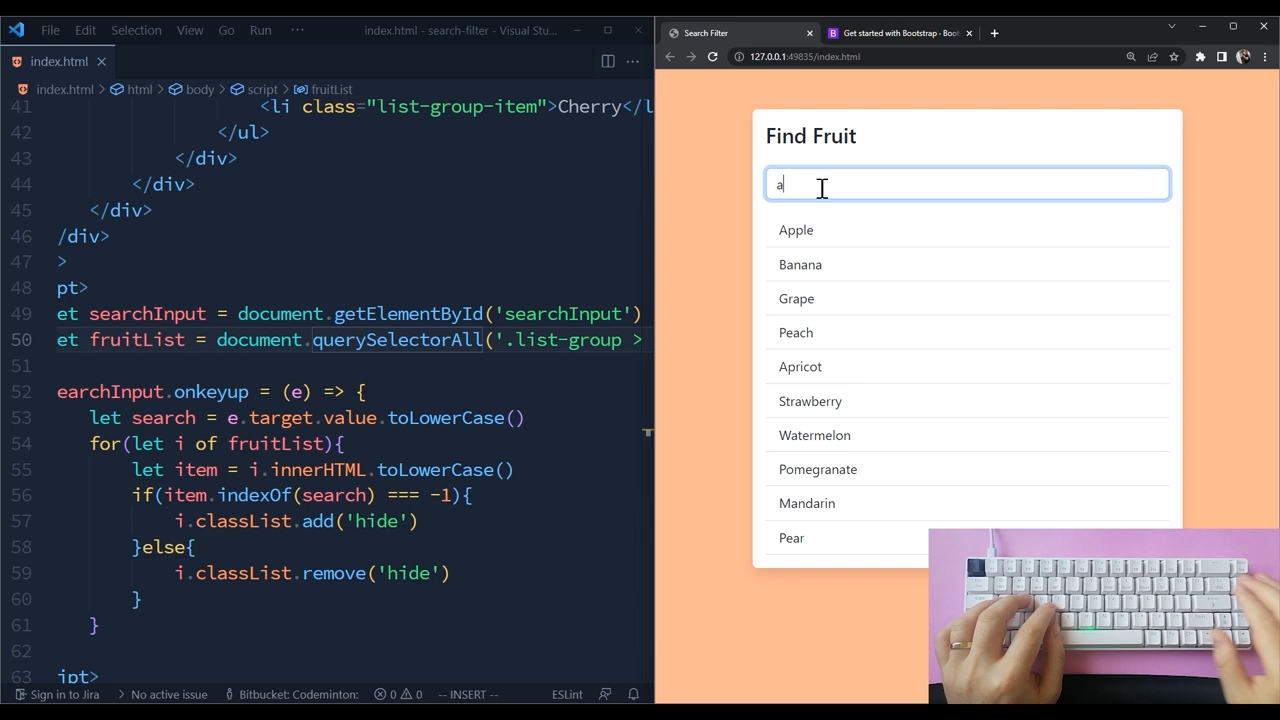 File Edit Selection View Go Run ··· index.html - search-filter - Visual Stu...
index.html
index.html > html > body > script > fruitList
41 <li class="list-group-item">Cherry</l
42 </ul>
43 </div>
44 </div>
45 </div>
46 /div>
47 >
48 pt>
49 et searchInput = document.getElementById('searchInput')
50 et fruitList = document.querySelectorAll('.list-group >
51
52 earchInput.onkeyup = (e) => {
53 let search = e.target.value.toLowerCase()
54 for(let i of fruitList){
55 let item = i.innerHTML.toLowerCase()
56 if(item.indexOf(search) === -1){
57 i.classList.add('hide')
58 }else{
59 i.classList.remove('hide')
60 }
61 }
62
63 ipt>
Sign in to Jira No active issue Bitbucket: Codeminton: 0 0 -- INSERT -- ESLint
Search Filter
Get started with Bootstrap · Boot
127.0.0.1:49835/index.html
Find Fruit
a
Apple
Banana
Grape
Peach
Apricot
Strawberry
Watermelon
Pomegranate
Mandarin
Pear